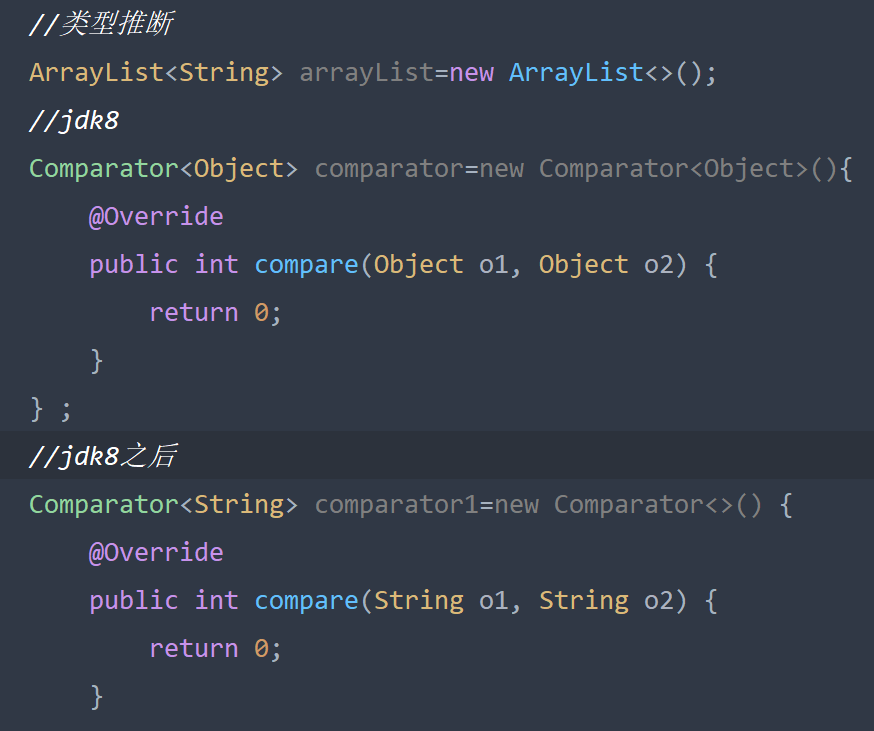 //类型推断
ArrayList<String> arrayList=new ArrayList<>();
//jdk8
Comparator<Object> comparator=new Comparator<Object>(){
    @Override
    public int compare(Object o1, Object o2) {
        return 0;
    }
} ;
//jdk8之后
Comparator<String> comparator1=new Comparator<>() {
    @Override
    public int compare(String o1, String o2) {
        return 0;
    }